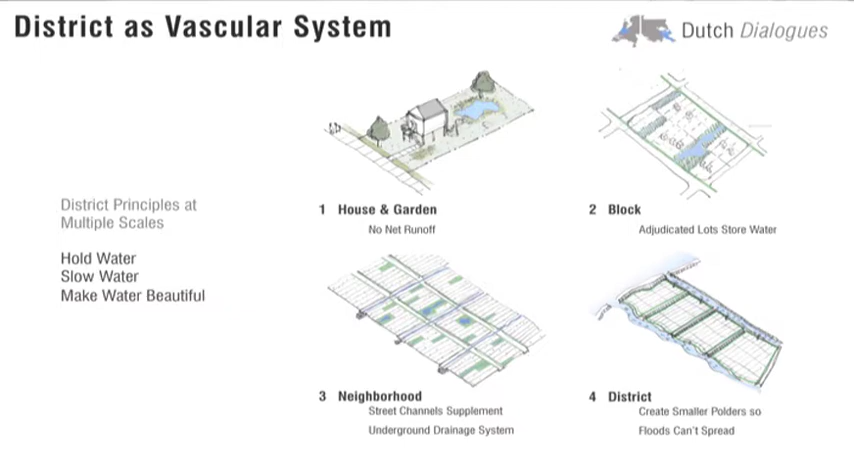 District as Vascular System
Dutch Dialogues
District Principles at
Multiple Scales
Hold Water
Slow Water
Make Water Beautiful
1 House & Garden
No Net Runoff
2 Block
Adjudicated Lots Store Water
3 Neighborhood
Street Channels Supplement
Underground Drainage System
4 District
Create Smaller Polders so
Floods Can't Spread